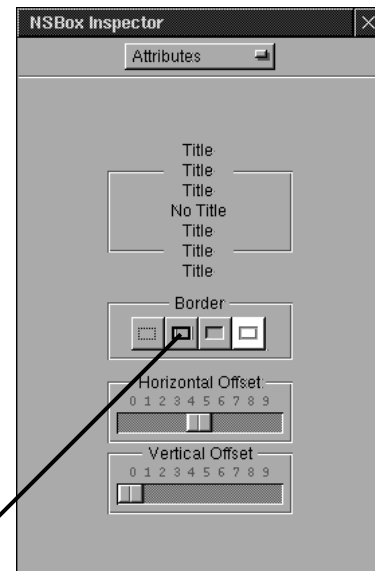 NSBox Inspector
Attributes
Title
Title
Title
No Title
Title
Title
Title
Border
Horizontal Offset:
0 1 2 3 4 5 6 7 8 9
Vertical Offset
0 1 2 3 4 5 6 7 8 9